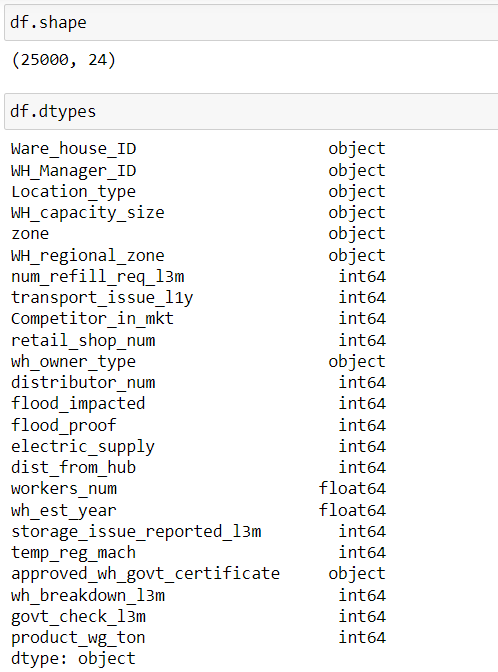 df.shape
(25000, 24)
df.dtypes
Ware_house_ID object
WH_Manager_ID object
Location_type object
WH_capacity_size object
zone object
WH_regional_zone object
num_refill_req_l3m int64
transport_issue_l1y int64
Competitor_in_mkt int64
retail_shop_num int64
wh_owner_type object
distributor_num int64
flood_impacted int64
flood_proof int64
electric_supply int64
dist_from_hub int64
workers_num float64
wh_est_year float64
storage_issue_reported_l3m int64
temp_reg_mach int64
approved_wh_govt_certificate object
wh_breakdown_l3m int64
govt_check_l3m int64
product_wg_ton int64
dtype: object